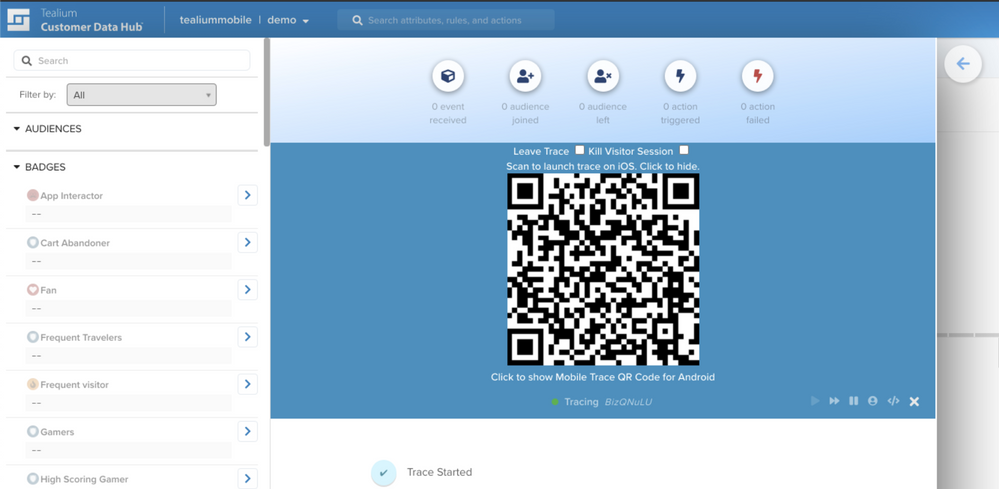 Tealium
Customer Data Hub
tealiummobile | demo
Search attributes, rules, and actions
Search
Filter by: All
AUDIENCES
BADGES
App Interactor
--
Cart Abandoner
--
Fan
--
Frequent Travelers
--
Frequent visitor
--
Gamers
--
High Scoring Gamer
0 event
received
0 audience
joined
0 audience
left
0 action
triggered
0 action
failed
Leave Trace Kill Visitor Session
Scan to launch trace on iOS. Click to hide.
Click to show Mobile Trace QR Code for Android
Tracing BizQNuLU
Trace Started